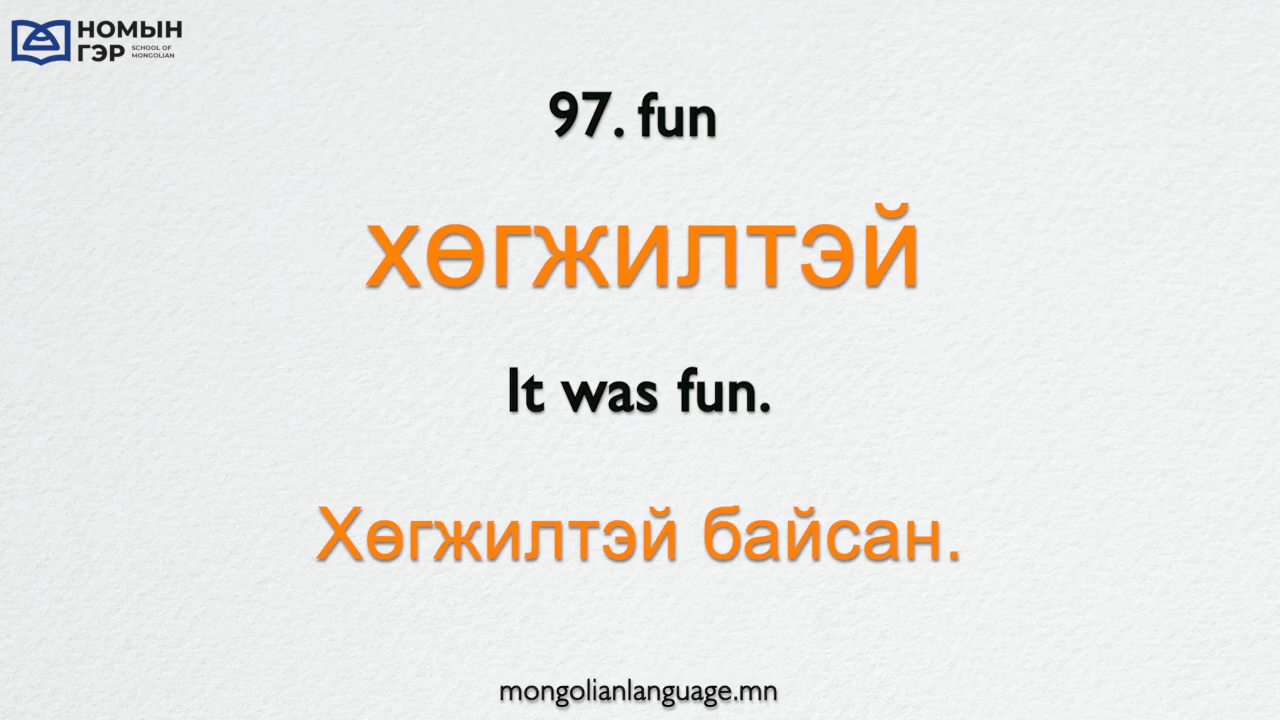 НОМЫН
ГЭР SCHOOL OF
MONGOLIAN
97. fun
хөгжилтэй
It was fun.
Хөгжилтэй байсан.
mongolianlanguage.mn